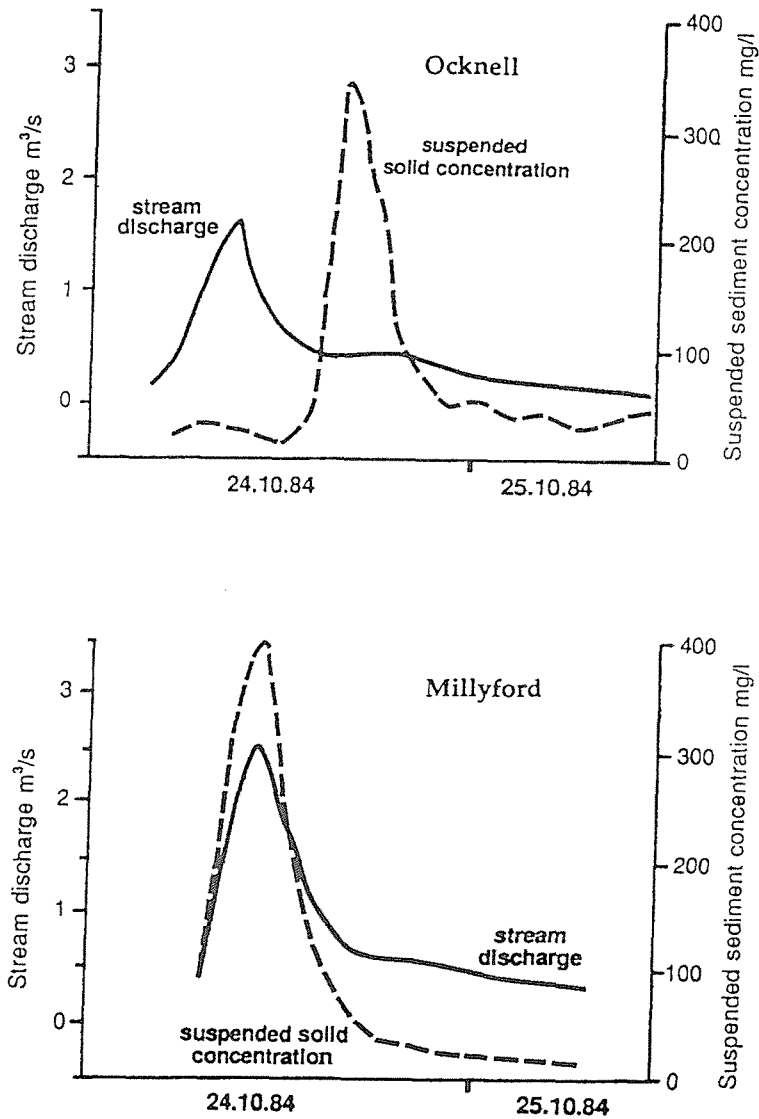 Ocknell
Stream discharge m³/s
3
2
1
0
Suspended sediment concentration mg/l
400
300
200
100
0
suspended
solid concentration
stream
discharge
24.10.84
25.10.84
Millyford
Stream discharge m³/s
3
2
1
0
Suspended sediment concentration mg/l
400
300
200
100
0
stream
discharge
suspended solid
concentration
24.10.84
25.10.84